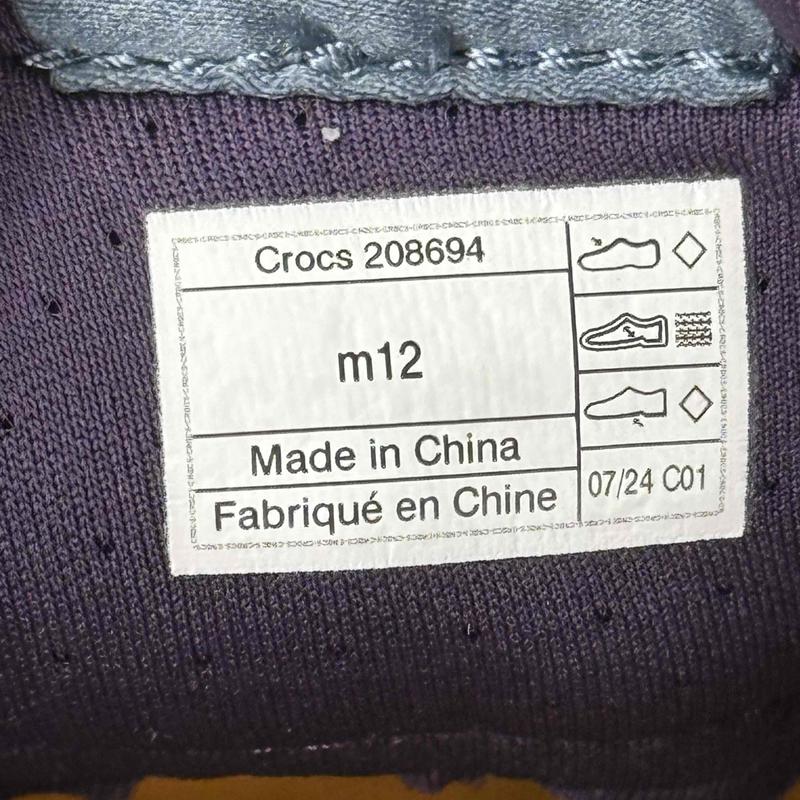 Crocs 208694
m12
Made in China
Fabriqué en Chine
07/24 C01